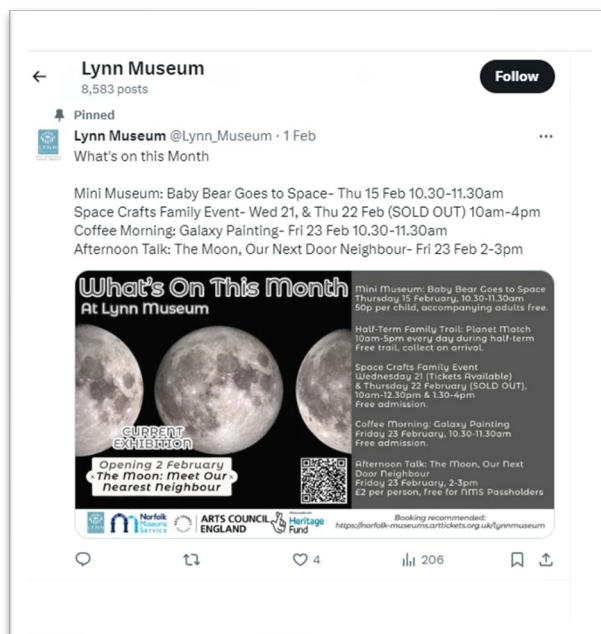 Lynn Museum
8,583 posts
Follow
Pinned
Lynn Museum @Lynn_Museum · 1 Feb
What's on this Month
Mini Museum: Baby Bear Goes to Space- Thu 15 Feb 10.30-11.30am
Space Crafts Family Event- Wed 21, & Thu 22 Feb (SOLD OUT) 10am-4pm
Coffee Morning: Galaxy Painting- Fri 23 Feb 10.30-11.30am
Afternoon Talk: The Moon, Our Next Door Neighbour- Fri 23 Feb 2-3pm
What's On This Month
At Lynn Museum
CURRENT
EXHIBITION
Opening 2 February
The Moon: Meet Our
Nearest Neighbour
Mini Museum: Baby Bear Goes to Space
Thursday 15 February, 10.30-11.30am
50p per child, accompanying adults free.
Half-Term Family Trail: Planet Match
10am-5pm every day during half-term
Free trail, collect on arrival.
Space Crafts Family Event
Wednesday 21 (Tickets Available)
& Thursday 22 February (SOLD OUT),
10am-12.30pm & 1.30-4pm
Free admission.
Coffee Morning: Galaxy Painting
Friday 23 February, 10.30-11.30am
Free admission.
Afternoon Talk: The Moon, Our Next
Door Neighbour
Friday 23 February, 2-3pm
£2 per person, free for NMS Passholders
LYNN
Norfolk
Museums
Service
ARTS COUNCIL
ENGLAND
Heritage
Fund
Booking recommended:
https://norfolk-museums.arttickets.org.uk/lynnmuseum
4
206